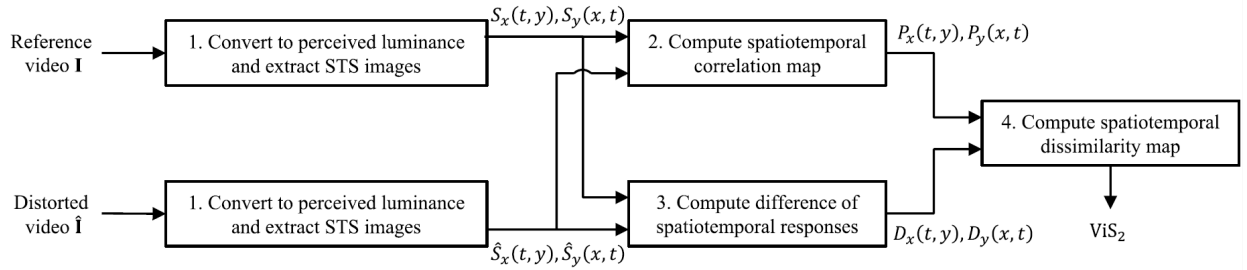 Reference
video I
1. Convert to perceived luminance
and extract STS images
S_x(t, y), S_y(x, t)
2. Compute spatiotemporal
correlation map
P_x(t, y), P_y(x, t)
4. Compute spatiotemporal
dissimilarity map
ViS₂
Distorted
video Î
1. Convert to perceived luminance
and extract STS images
Ŝ_x(t, y), Ŝ_y(x, t)
3. Compute difference of
spatiotemporal responses
D_x(t, y), D_y(x, t)